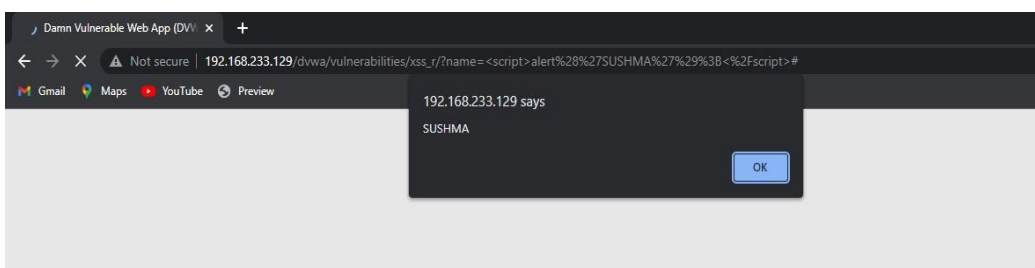 Damn Vulnerable Web App (DVW
Not secure | 192.168.233.129/dvwa/vulnerabilities/xss_r/?name=<script>alert%28%27SUSHMA%27%29%3B<%2Fscript>#
Gmail Maps YouTube Preview
192.168.233.129 says
SUSHMA
OK